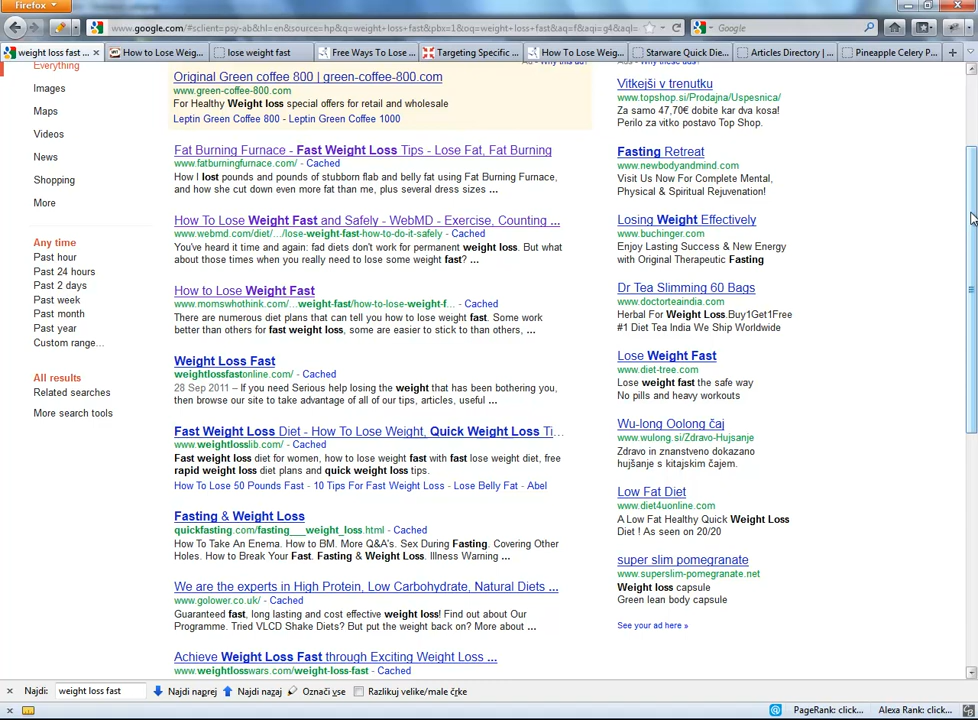 Firefox
www.google.com/#sclient=psy-ab&hl=en&source=hp&q=weight+loss+fast&pbx=1&oq=weight+loss+fast&aq=f&aqi=g4&aql=
Google
weight loss fast ...
How to Lose Weig...
lose weight fast
Free Ways To Lose ...
Targeting Specific ...
How To Lose Weig...
Starware Quick Die...
Articles Directory | ...
Pineapple Celery P...
Everything
Images
Maps
Videos
News
Shopping
More
Any time
Past hour
Past 24 hours
Past 2 days
Past week
Past month
Past year
Custom range...
All results
Related searches
More search tools
Original Green coffee 800 | green-coffee-800.com
www.green-coffee-800.com
For Healthy Weight loss special offers for retail and wholesale
Leptin Green Coffee 800 - Leptin Green Coffee 1000
Fat Burning Furnace - Fast Weight Loss Tips - Lose Fat, Fat Burning
www.fatburningfurnace.com/ - Cached
How I lost pounds and pounds of stubborn flab and belly fat using Fat Burning Furnace,
and how she cut down even more fat than me, plus several dress sizes ...
How To Lose Weight Fast and Safely - WebMD - Exercise, Counting ...
www.webmd.com/diet/.../lose-weight-fast-how-to-do-it-safely - Cached
You've heard it time and again: fad diets don't work for permanent weight loss. But what
about those times when you really need to lose some weight fast? ...
How to Lose Weight Fast
www.momswhothink.com/...weight-fast/how-to-lose-weight-f... - Cached
There are numerous diet plans that can tell you how to lose weight fast. Some work
better than others for fast weight loss, some are easier to stick to than others, ...
Weight Loss Fast
weightlossfastonline.com/ - Cached
28 Sep 2011 – If you need Serious help losing the weight that has been bothering you,
then browse our site to take advantage of all of our tips, articles, useful ...
Fast Weight Loss Diet - How To Lose Weight, Quick Weight Loss Ti...
www.weightlosslib.com/ - Cached
Fast weight loss diet for women, how to lose weight fast with fast lose weight diet, free
rapid weight loss diet plans and quick weight loss tips.
How To Lose 50 Pounds Fast - 10 Tips For Fast Weight Loss - Lose Belly Fat - Abel
Fasting & Weight Loss
quickfasting.com/fasting___weight_loss.html - Cached
How To Take An Enema. How to BM. More Q&A's. Sex During Fasting. Covering Other
Holes. How to Break Your Fast. Fasting & Weight Loss. Illness Warning ...
We are the experts in High Protein, Low Carbohydrate, Natural Diets ...
www.golower.co.uk/ - Cached
Guaranteed fast, long lasting and cost effective weight loss! Find out about Our
Programme. Tried VLCD Shake Diets? But put the weight back on? More about ...
Achieve Weight Loss Fast through Exciting Weight Loss ...
www.weightlosswars.com/weight-loss-fast - Cached
Vitkejši v trenutku
www.topshop.si/Prodajna/Uspesnica/
Za samo 47,70€ dobite kar dva kosa!
Perilo za vitko postavo Top Shop.
Fasting Retreat
www.newbodyandmind.com
Visit Us Now For Complete Mental,
Physical & Spiritual Rejuvenation!
Losing Weight Effectively
www.buchinger.com
Enjoy Lasting Success & New Energy
with Original Therapeutic Fasting
Dr Tea Slimming 60 Bags
www.doctorteaindia.com
Herbal For Weight Loss.Buy1Get1Free
#1 Diet Tea India We Ship Worldwide
Lose Weight Fast
www.diet-tree.com
Lose weight fast the safe way
No pills and heavy workouts
Wu-long Oolong čaj
www.wulong.si/Zdravo-Hujsanje
Zdravo in znanstveno dokazano
hujšanje s kitajskim čajem.
Low Fat Diet
www.diet4uonline.com
A Low Fat Healthy Quick Weight Loss
Diet ! As seen on 20/20
super slim pomegranate
www.superslim-pomegranate.net
Weight loss capsule
Green lean body capsule
See your ad here »
Najdi:
weight loss fast
Najdi naprej
Najdi nazaj
Označi vse
Razlikuj velike/male črke
PageRank: click...
Alexa Rank: click...